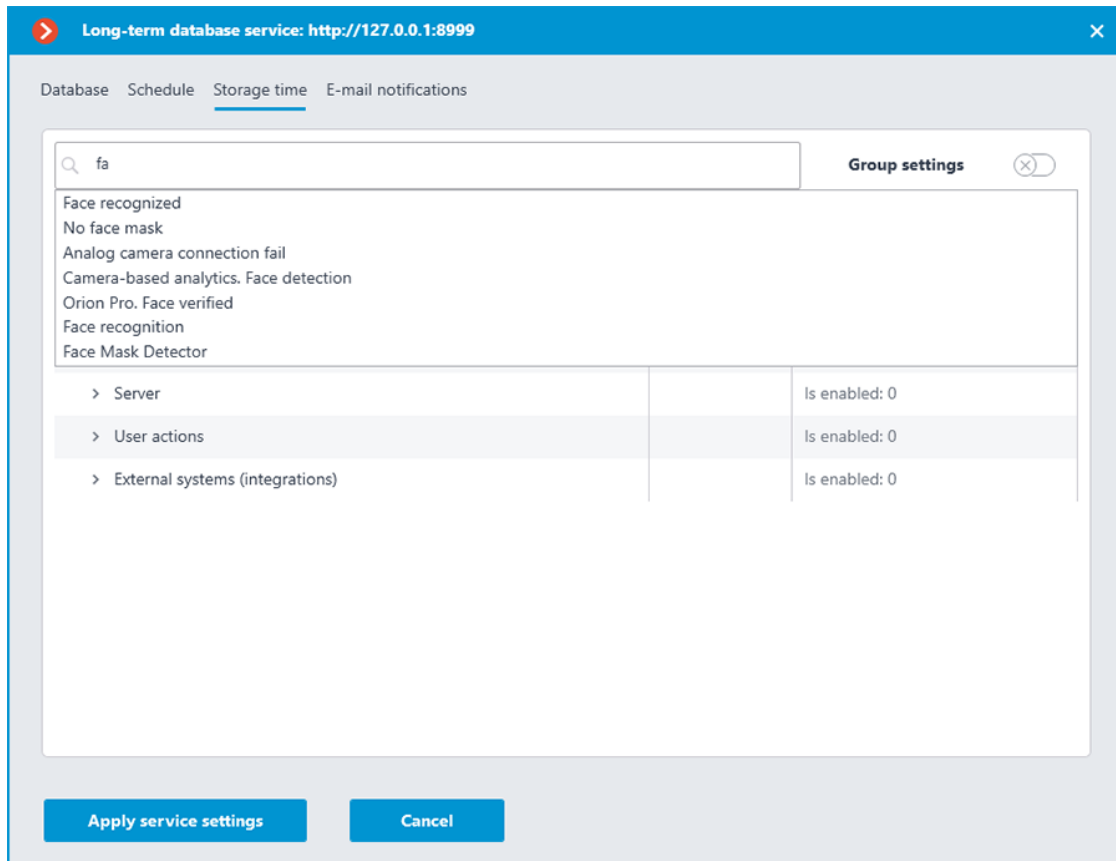 Long-term database service: http://127.0.0.1:8999
Database Schedule Storage time E-mail notifications
fa Group settings
Face recognized
No face mask
Analog camera connection fail
Camera-based analytics. Face detection
Orion Pro. Face verified
Face recognition
Face Mask Detector
Server Is enabled: 0
User actions Is enabled: 0
External systems (integrations) Is enabled: 0
Apply service settings Cancel